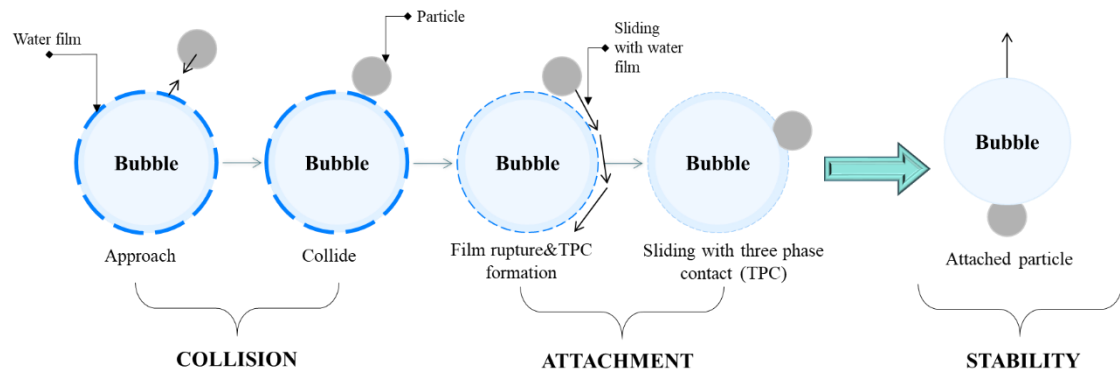 Water film
Particle
Sliding
with water
film
Bubble
Bubble
Bubble
Bubble
Bubble
Approach
Collide
Film rupture&TPC
formation
Sliding with three phase
contact (TPC)
Attached particle
COLLISION
ATTACHMENT
STABILITY